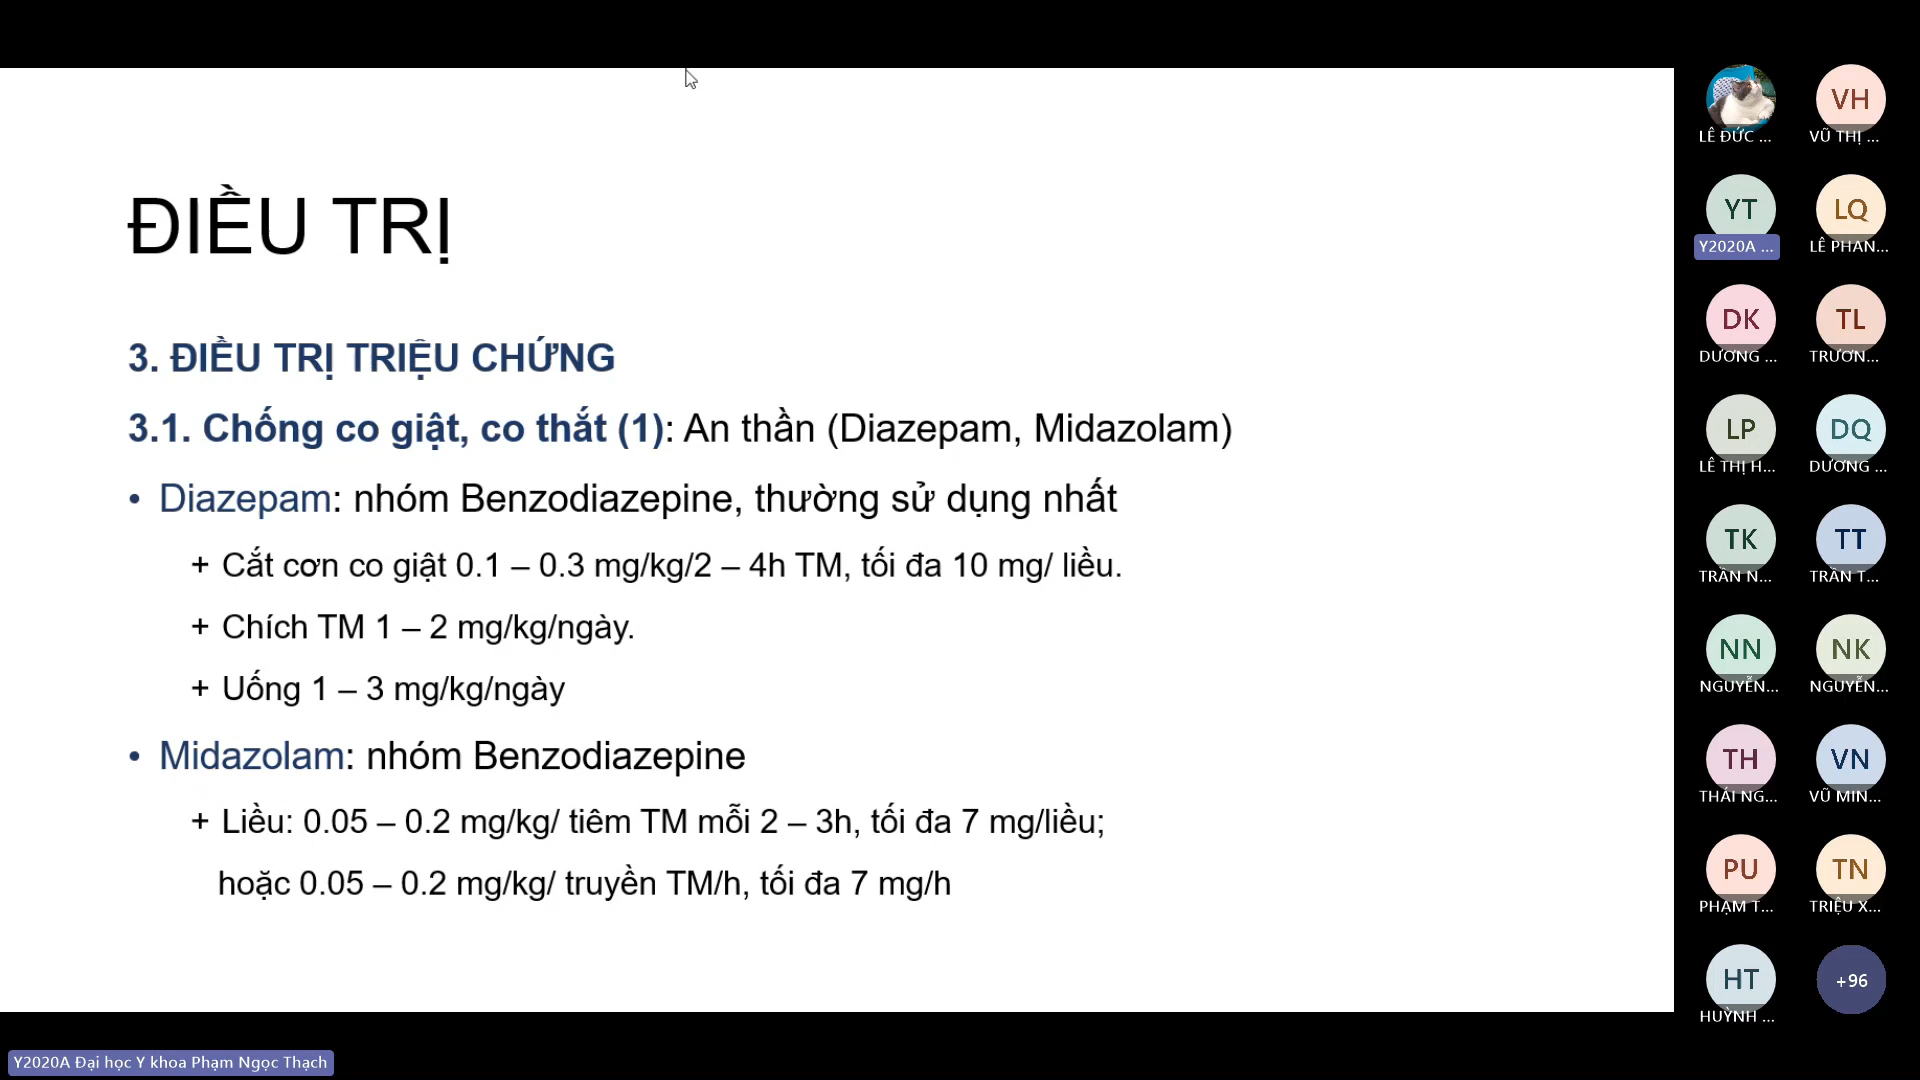 ĐIỀU TRỊ
3. ĐIỀU TRỊ TRIỆU CHỨNG
3.1. Chống co giật, co thắt (1): An thần (Diazepam, Midazolam)
• Diazepam: nhóm Benzodiazepine, thường sử dụng nhất
+ Cắt cơn co giật 0.1 – 0.3 mg/kg/2 – 4h TM, tối đa 10 mg/ liều.
+ Chích TM 1 – 2 mg/kg/ngày.
+ Uống 1 – 3 mg/kg/ngày
• Midazolam: nhóm Benzodiazepine
+ Liều: 0.05 – 0.2 mg/kg/ tiêm TM mỗi 2 – 3h, tối đa 7 mg/liều;
hoặc 0.05 – 0.2 mg/kg/ truyền TM/h, tối đa 7 mg/h
VH
LÊ ĐỨC ...
VŨ THỊ ...
YT
LQ
Y2020A ...
LÊ PHAN...
DK
TL
DƯƠNG ...
TRƯƠN...
LP
DQ
LÊ THỊ H...
DƯƠNG ...
TK
TT
TRẦN N...
TRẦN T...
NN
NK
NGUYỄN...
NGUYỄN...
TH
VN
THÁI NG...
VŨ MIN...
PU
TN
PHẠM T...
TRIỆU X...
HT
+96
HUỲNH ...
Y2020A Đại học Y khoa Phạm Ngọc Thạch